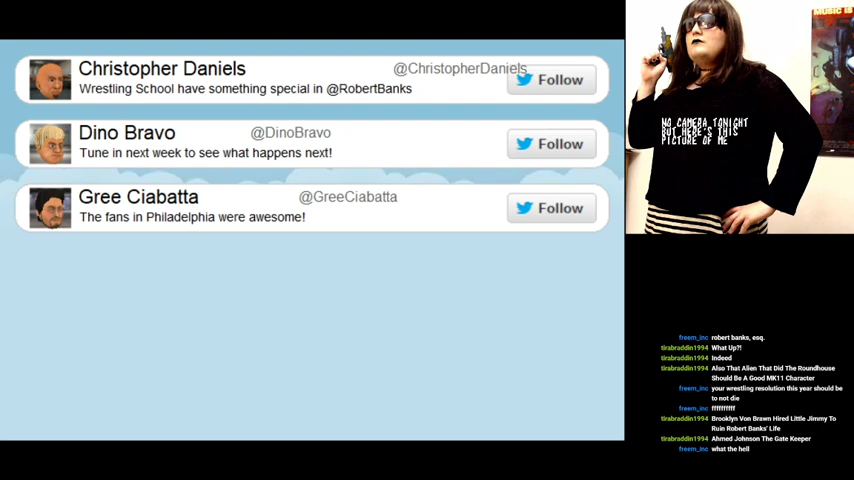 Christopher Daniels
@ChristopherDaniels
Follow
Wrestling School have something special in @RobertBanks
Dino Bravo
@DinoBravo
Follow
Tune in next week to see what happens next!
Gree Ciabatta
@GreeCiabatta
Follow
The fans in Philadelphia were awesome!
MUSIC IS
NO CAMERA TONIGHT
BUT HERE'S THIS
PICTURE OF ME
freem_inc robert banks, esq.
tirabraddin1994 What Up?!
tirabraddin1994 Indeed
tirabraddin1994 Also That Alien That Did The Roundhouse
Should Be A Good MK11 Character
freem_inc your wrestling resolution this year should be
to not die
freem_inc ffffffffff
tirabraddin1994 Brooklyn Von Brawn Hired Little Jimmy To
Ruin Robert Banks' Life
tirabraddin1994 Ahmed Johnson The Gate Keeper
freem_inc what the hell